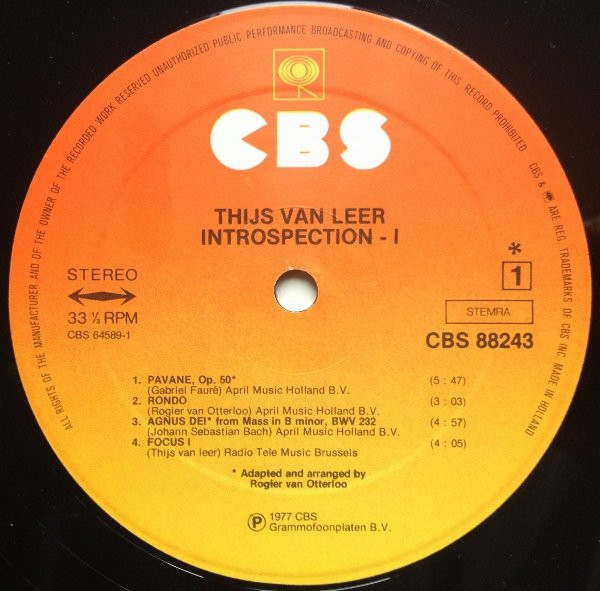 ALL RIGHTS OF THE MANUFACTURER AND OF THE OWNER OF THE RECORDED WORK RESERVED UNAUTHORIZED PUBLIC PERFORMANCE BROADCASTING AND COPYING OF THIS RECORD PROHIBITED
CBS & ARE REG. TRADEMARKS OF CBS INC. MADE IN HOLLAND
CBS
THIJS VAN LEER
INTROSPECTION - I
STEREO
33 ⅓ RPM
CBS 64589-1
*
1
STEMRA
CBS 88243
1. PAVANE, Op. 50* (5 : 47)
(Gabriel Fauré) April Music Holland B.V.
2. RONDO (3 : 03)
(Rogier van Otterloo) April Music Holland B.V.
3. AGNUS DEI* from Mass in B minor, BWV 232 (4 : 57)
(Johann Sebastian Bach) April Music Holland B.V.
4. FOCUS I (4 : 05)
(Thijs van leer) Radio Tele Music Brussels
* Adapted and arranged by
Rogier van Otterloo
℗ 1977 CBS
Grammofoonplaten B.V.